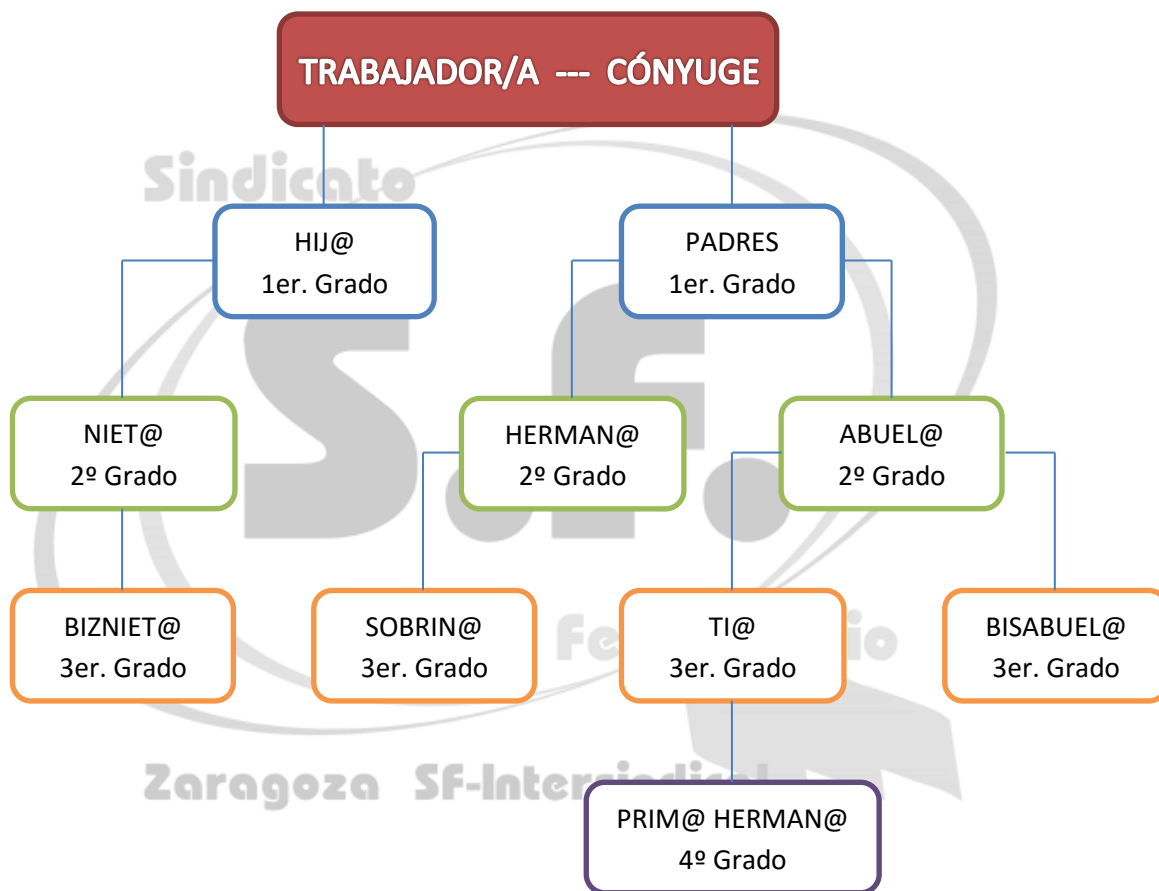 TRABAJADOR/A --- CÓNYUGE
Sindicato
HIJ@
1er. Grado
PADRES
1er. Grado
S.f.
NIET@
2º Grado
HERMAN@
2º Grado
ABUEL@
2º Grado
BIZNIET@
3er. Grado
SOBRIN@
3er. Grado
TI@
3er. Grado
BISABUEL@
3er. Grado
Zaragoza SF-Intersindical
PRIM@ HERMAN@
4º Grado